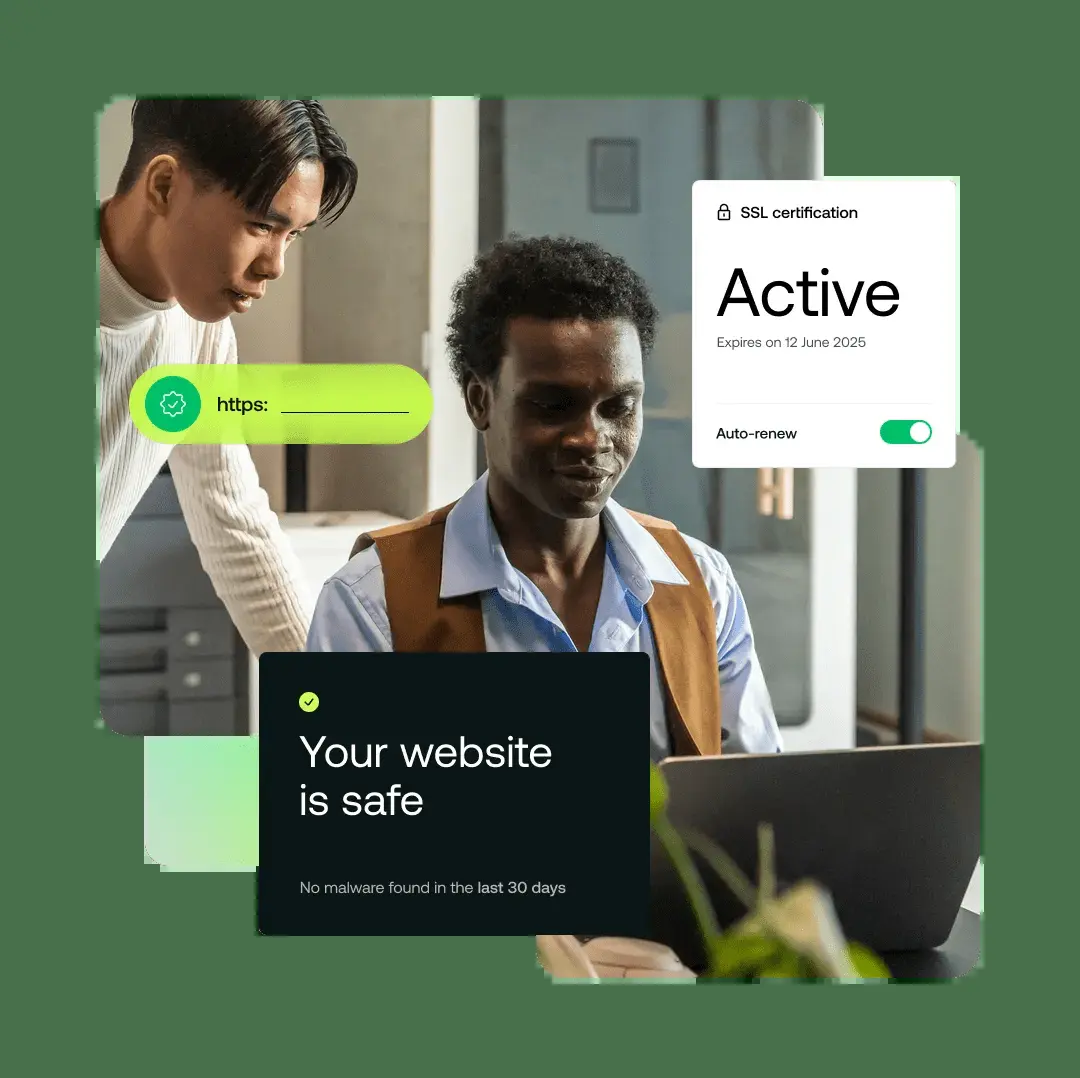 SSL certification
Active
Expires on 12 June 2025
https:
Auto-renew
Your website
is safe
No malware found in the last 30 days